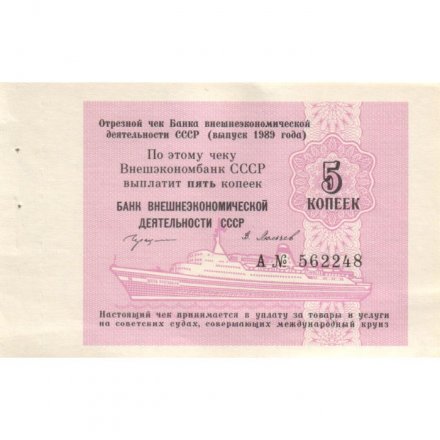 Отрезной чек Банка внешнеэкономической
деятельности СССР (выпуск 1989 года)
По этому чеку
Внешэкономбанк СССР
выплатит пять копеек
5
КОПЕЕК
БАНК ВНЕШНЕЭКОНОМИЧЕСКОЙ
ДЕЯТЕЛЬНОСТИ СССР
А № 562248
Настоящий чек принимается в уплату за товары и услуги
на советских судах, совершающих международный круиз